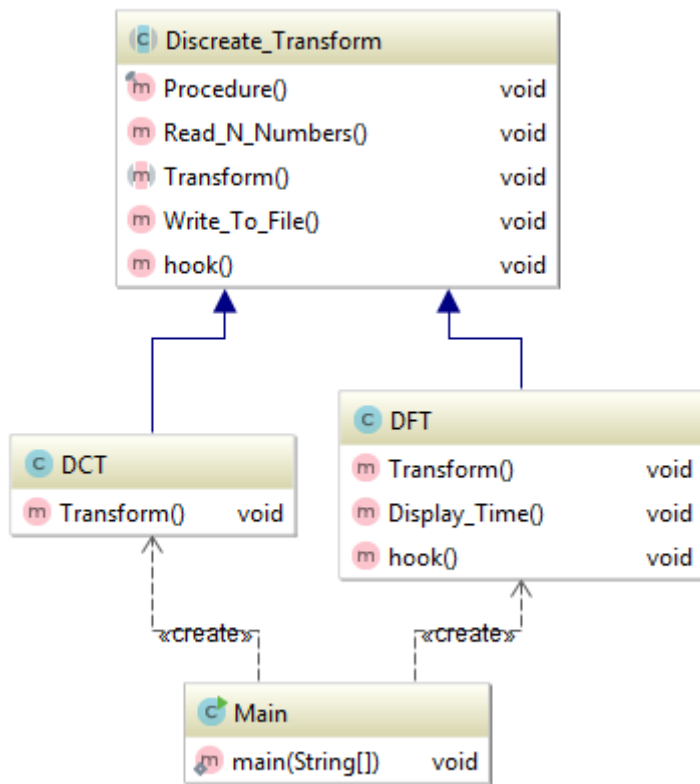 Discreate_Transform
Procedure() void
Read_N_Numbers() void
Transform() void
Write_To_File() void
hook() void
DCT
Transform() void
DFT
Transform() void
Display_Time() void
hook() void
«create» «create»
Main
main(String[]) void